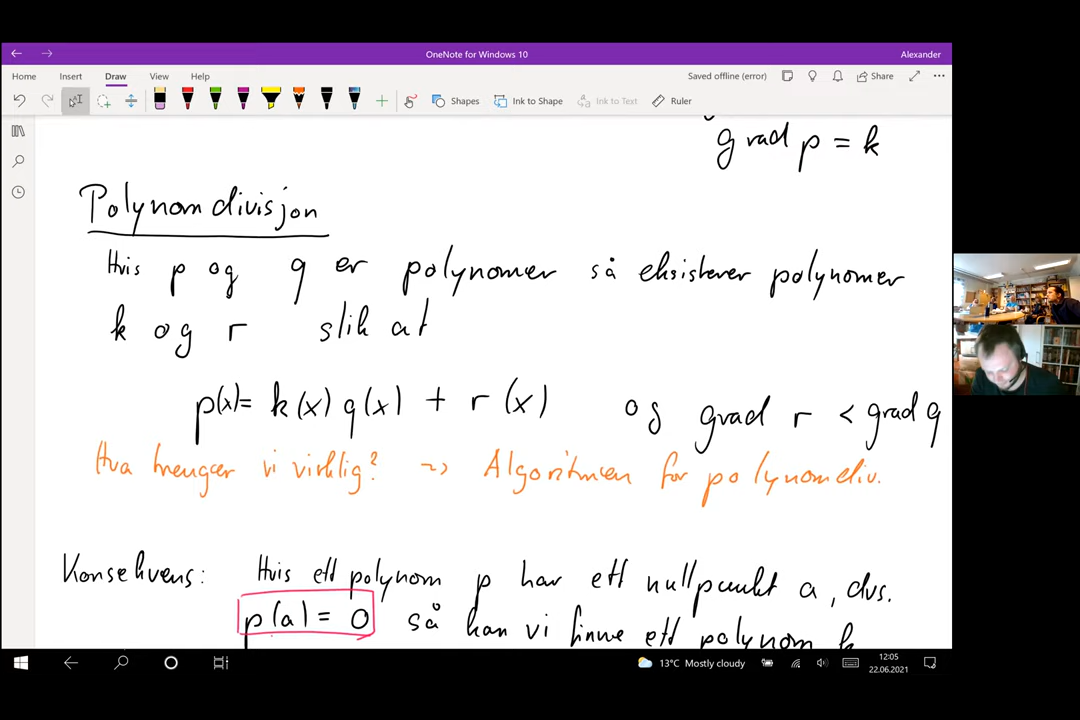 OneNote for Windows 10
Alexander
Home Insert Draw View Help
Saved offline (error) Share
Shapes Ink to Shape Ink to Text Ruler
grad p = k
Polynomdivisjon
Hvis p og q er polynomer så eksisterer polynomer
k og r slik at
p(x) = k(x) q(x) + r(x) og grad r < grad q
Hva trenger vi virklig? ~> Algoritmen for polynomdiv.
Konsekvens: Hvis ett polynom p har ett nullpunkt a, dvs.
p(a) = 0 så kan vi finne ett polynom k
13°C Mostly cloudy
12:05
22.06.2021